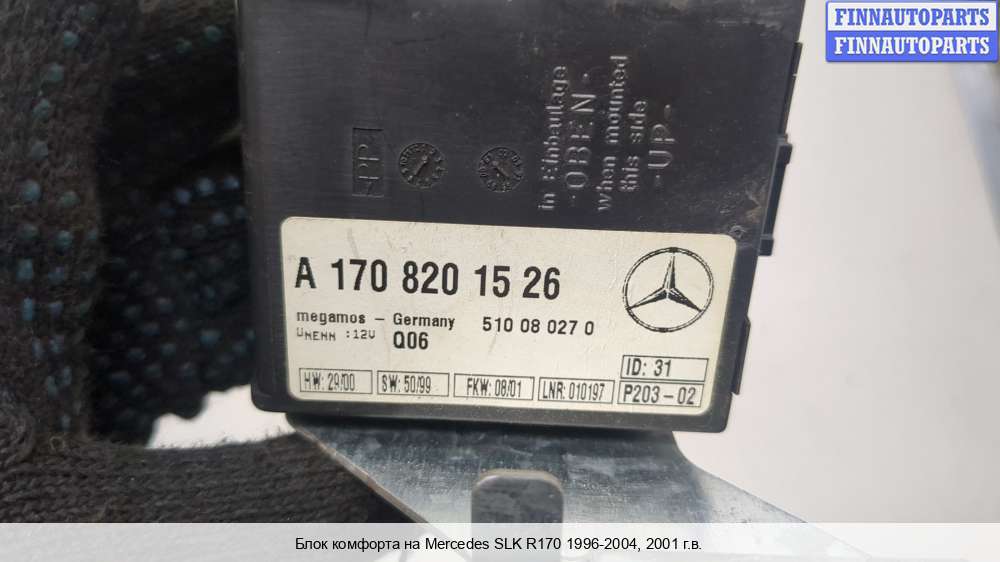 FINNAUTOPARTS
FINNAUTOPARTS
in Einbaulage
-OBEN-
when mounted
this side
-UP-
A 170 820 15 26
megamos - Germany 510 08 027 0
UNENN :12V Q06
ID: 31
HW: 29/00 SW: 50/99 FKW: 08/01 LNR: 010197 P203-02
Блок комфорта на Mercedes SLK R170 1996-2004, 2001 г.в.